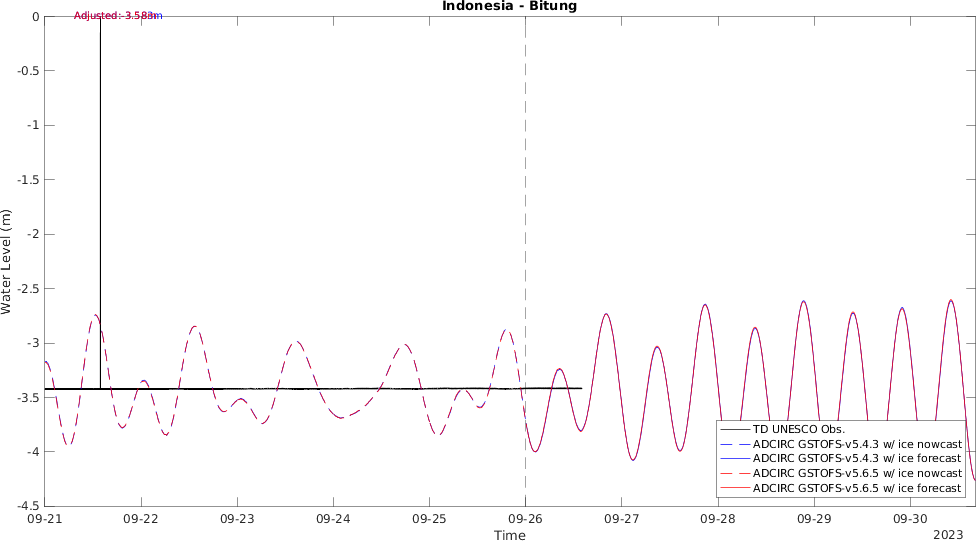 Indonesia - Bitung
Adjusted:-3.583m
0
-0.5
-1
-1.5
-2
-2.5
-3
-3.5
-4
-4.5
Water Level (m)
TD UNESCO Obs.
ADCIRC GSTOFS-v5.4.3 w/ ice nowcast
ADCIRC GSTOFS-v5.4.3 w/ ice forecast
ADCIRC GSTOFS-v5.6.5 w/ ice nowcast
ADCIRC GSTOFS-v5.6.5 w/ ice forecast
09-21 09-22 09-23 09-24 09-25 09-26 09-27 09-28 09-29 09-30
Time
2023